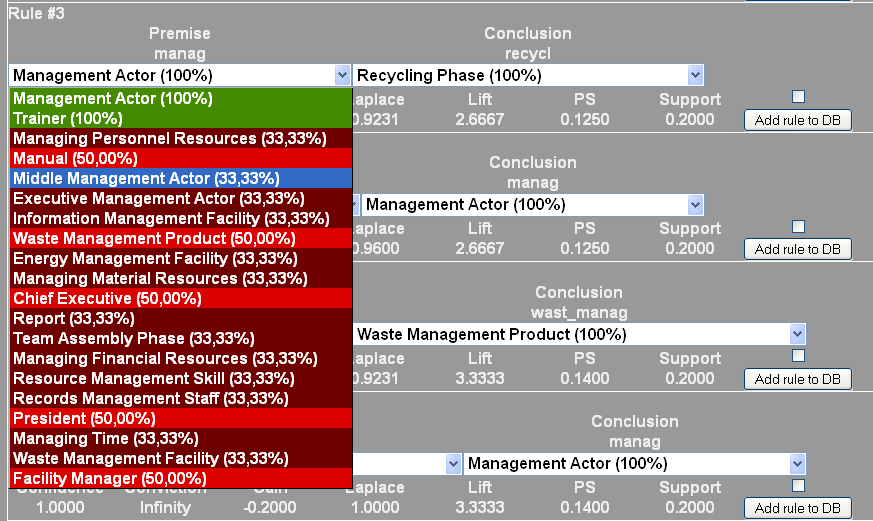 Rule #3
Premise Conclusion
manag recycl
Management Actor (100%) Recycling Phase (100%)
Management Actor (100%)
Trainer (100%)
Managing Personnel Resources (33,33%)
Manual (50,00%)
Middle Management Actor (33,33%)
Executive Management Actor (33,33%)
Information Management Facility (33,33%)
Waste Management Product (50,00%)
Energy Management Facility (33,33%)
Managing Material Resources (33,33%)
Chief Executive (50,00%)
Report (33,33%)
Team Assembly Phase (33,33%)
Managing Financial Resources (33,33%)
Resource Management Skill (33,33%)
Records Management Staff (33,33%)
President (50,00%)
Managing Time (33,33%)
Waste Management Facility (33,33%)
Facility Manager (50,00%)
aplace Lift PS Support
0.9231 2.6667 0.1250 0.2000 Add rule to DB
Conclusion
manag
Management Actor (100%)
aplace Lift PS Support
0.9600 2.6667 0.1250 0.2000 Add rule to DB
Conclusion
wast_manag
Waste Management Product (100%)
aplace Lift PS Support
0.9231 3.3333 0.1400 0.2000 Add rule to DB
Conclusion
manag
Management Actor (100%)
Confidence Conviction Gain Laplace Lift PS Support
1.0000 Infinity -0.2000 1.0000 3.3333 0.1400 0.2000 Add rule to DB